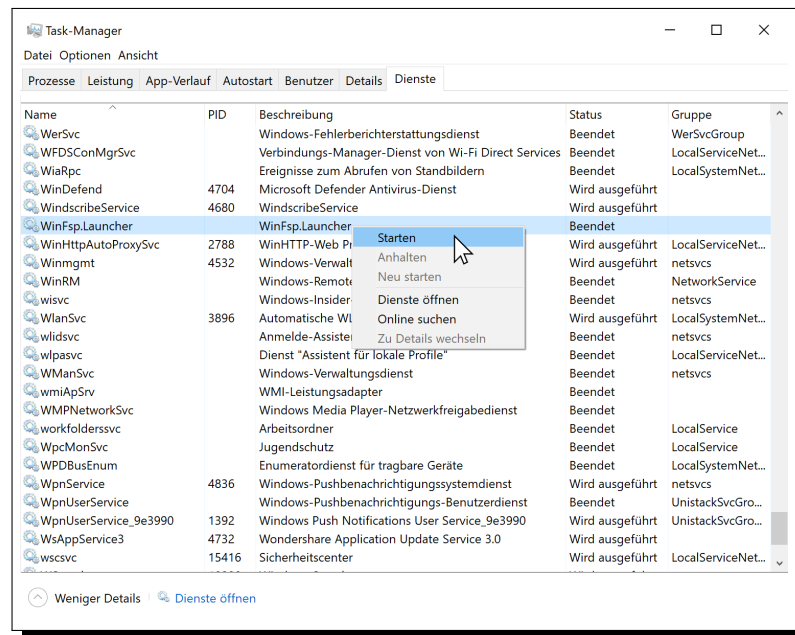 Task-Manager
Datei Optionen Ansicht
Prozesse Leistung App-Verlauf Autostart Benutzer Details Dienste
Name PID Beschreibung Status Gruppe
WerSvc Windows-Fehlerberichterstattungsdienst Beendet WerSvcGroup
WFDSConMgrSvc Verbindungs-Manager-Dienst von Wi-Fi Direct Services Beendet LocalServiceNet...
WiaRpc Ereignisse zum Abrufen von Standbildern Beendet LocalSystemNet...
WinDefend 4704 Microsoft Defender Antivirus-Dienst Wird ausgeführt
WindscribeService 4680 WindscribeService Wird ausgeführt
WinFsp.Launcher WinFsp.Launcher Beendet
Starten
WinHttpAutoProxySvc 2788 WinHTTP-Web Wird ausgeführt LocalServiceNet...
Anhalten
Winmgmt 4532 Wird ausgeführt netsvcs
Neu starten
WinRM Beendet NetworkService
Dienste öffnen
wisvc Windows-Insider Beendet netsvcs
Online suchen
WlanSvc 3896 Automatische Wird ausgeführt LocalSystemNet...
Zu Details wechseln
wlidsvc Beendet netsvcs
wlpasvc Dienst "Assistent für lokale Profile" Beendet LocalServiceNet...
WManSvc Windows-Verwaltungsdienst Beendet netsvcs
wmiApSrv WMI-Leistungsadapter Beendet
WMPNetworkSvc Windows Media Player-Netzwerkfreigabedienst Beendet
workfolderssvc Arbeitsordner Beendet LocalService
WpcMonSvc Jugendschutz Beendet LocalService
WPDBusEnum Enumeratordienst für tragbare Geräte Beendet LocalSystemNet...
WpnService 4836 Windows-Pushbenachrichtigungssystemdienst Wird ausgeführt netsvcs
WpnUserService Windows-Pushbenachrichtigungs-Benutzerdienst Beendet UnistackSvcGro...
WpnUserService_9e3990 1392 Windows Push Notifications User Service_9e3990 Wird ausgeführt UnistackSvcGro...
WsAppService3 4732 Wondershare Application Update Service 3.0 Wird ausgeführt
wscsvc 15416 Sicherheitscenter Wird ausgeführt LocalServiceNet...
Weniger Details Dienste öffnen